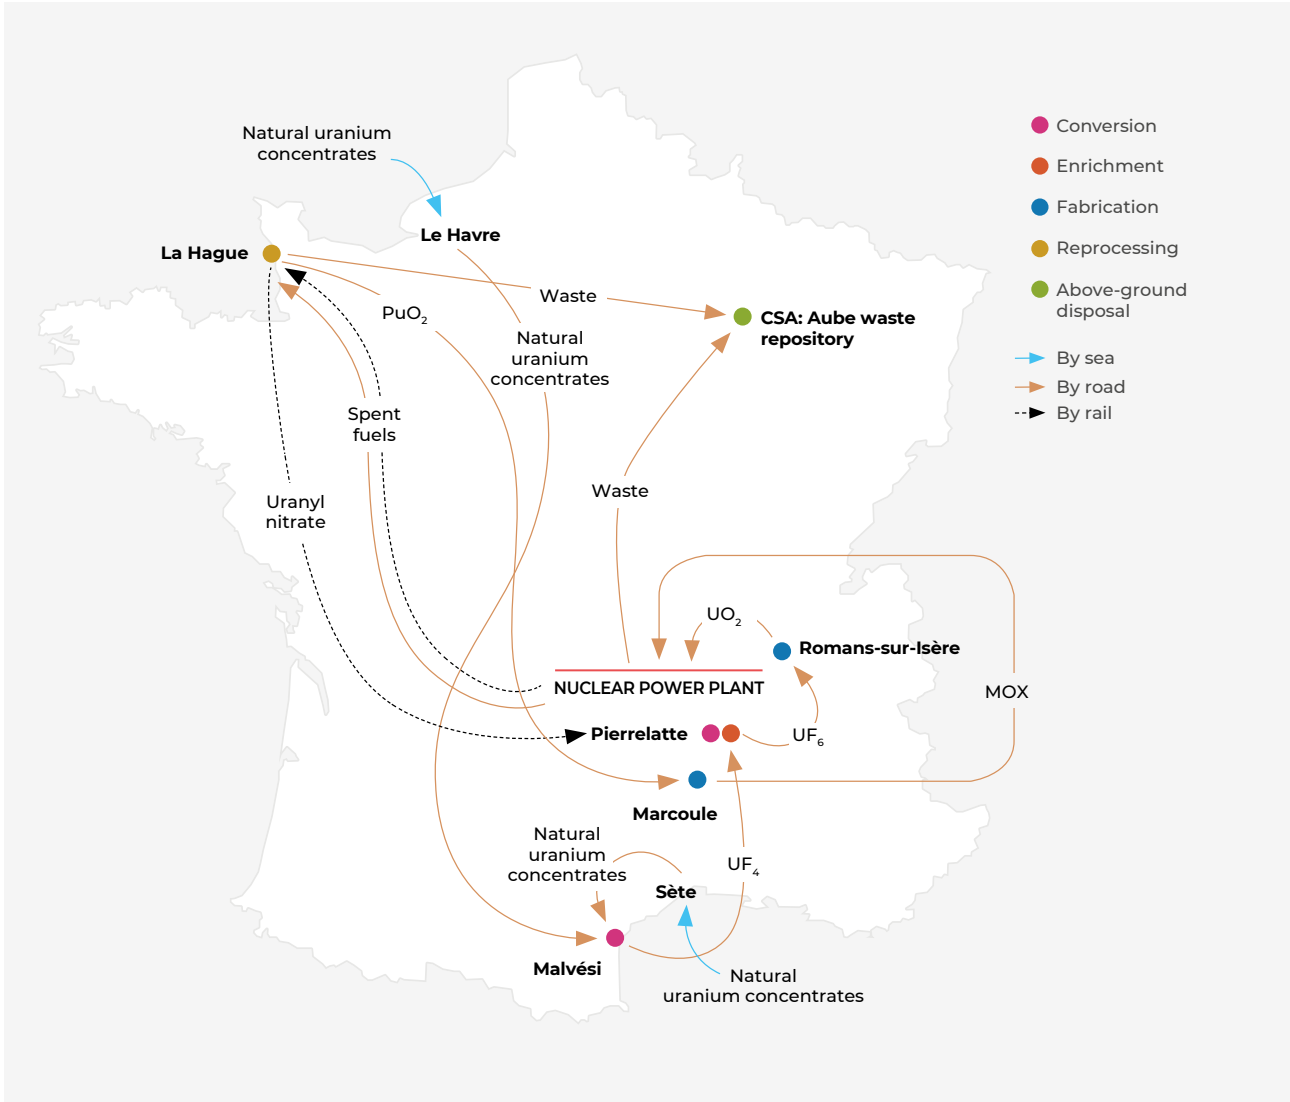 Natural uranium
concentrates
Le Havre
La Hague
Waste
PuO₂
CSA: Aube waste
repository
Natural
uranium
concentrates
Spent
fuels
Uranyl
nitrate
Waste
UO₂
Romans-sur-Isère
NUCLEAR POWER PLANT
MOX
Pierrelatte
UF₆
Marcoule
Natural
uranium
concentrates
UF₄
Sète
Malvési
Natural
uranium concentrates
Conversion
Enrichment
Fabrication
Reprocessing
Above-ground
disposal
By sea
By road
By rail